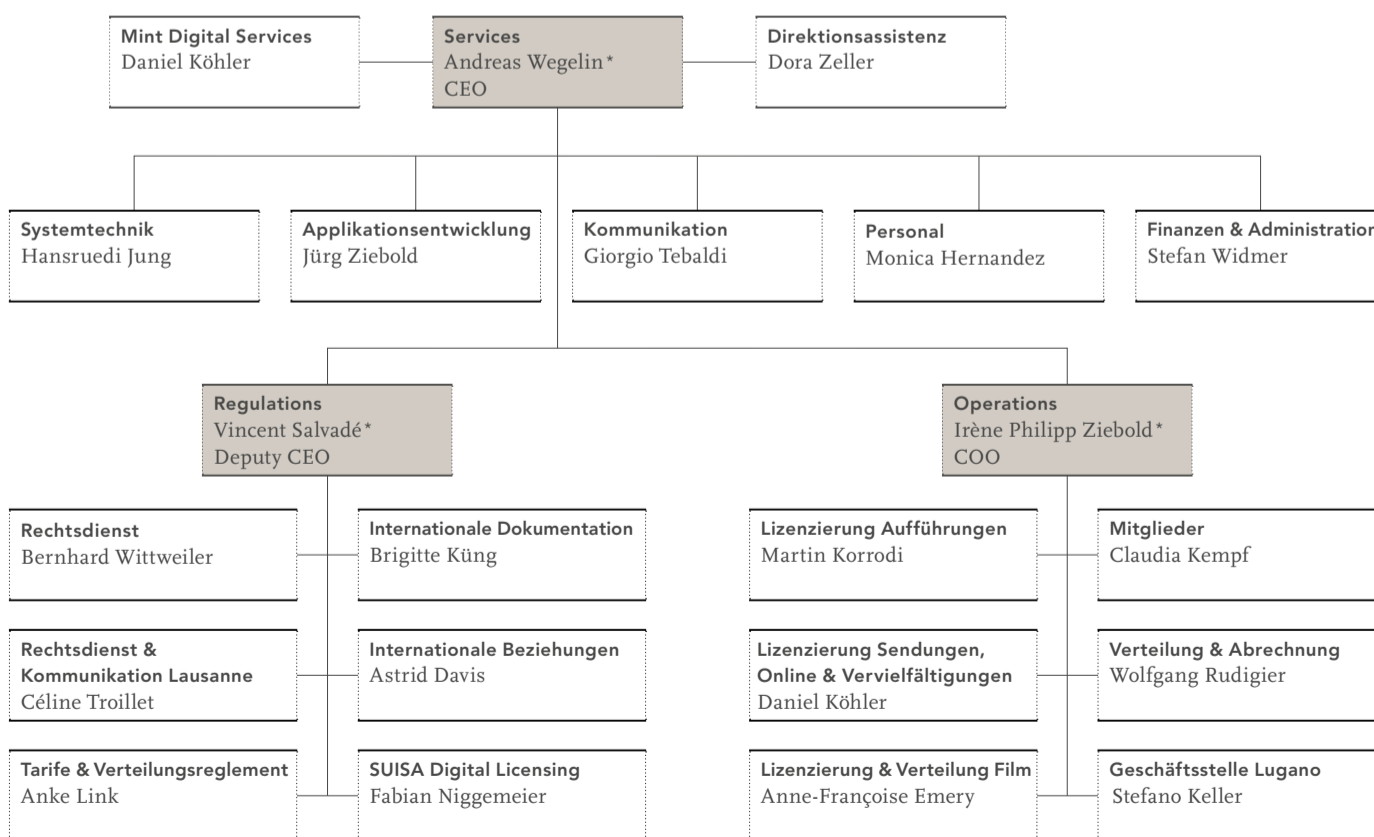 Mint Digital Services
Daniel Köhler
Services
Andreas Wegelin*
CEO
Direktionsassistenz
Dora Zeller
Systemtechnik
Hansruedi Jung
Applikationsentwicklung
Jürg Ziebold
Kommunikation
Giorgio Tebaldi
Personal
Monica Hernandez
Finanzen & Administration
Stefan Widmer
Regulations
Vincent Salvadé*
Deputy CEO
Operations
Irène Philipp Ziebold*
COO
Rechtsdienst
Bernhard Wittweiler
Internationale Dokumentation
Brigitte Küng
Lizenzierung Aufführungen
Martin Korrodi
Mitglieder
Claudia Kempf
Rechtsdienst &
Kommunikation Lausanne
Céline Troillet
Internationale Beziehungen
Astrid Davis
Lizenzierung Sendungen,
Online & Vervielfältigungen
Daniel Köhler
Verteilung & Abrechnung
Wolfgang Rudigier
Tarife & Verteilungsreglement
Anke Link
SUISA Digital Licensing
Fabian Niggemeier
Lizenzierung & Verteilung Film
Anne-Françoise Emery
Geschäftsstelle Lugano
Stefano Keller